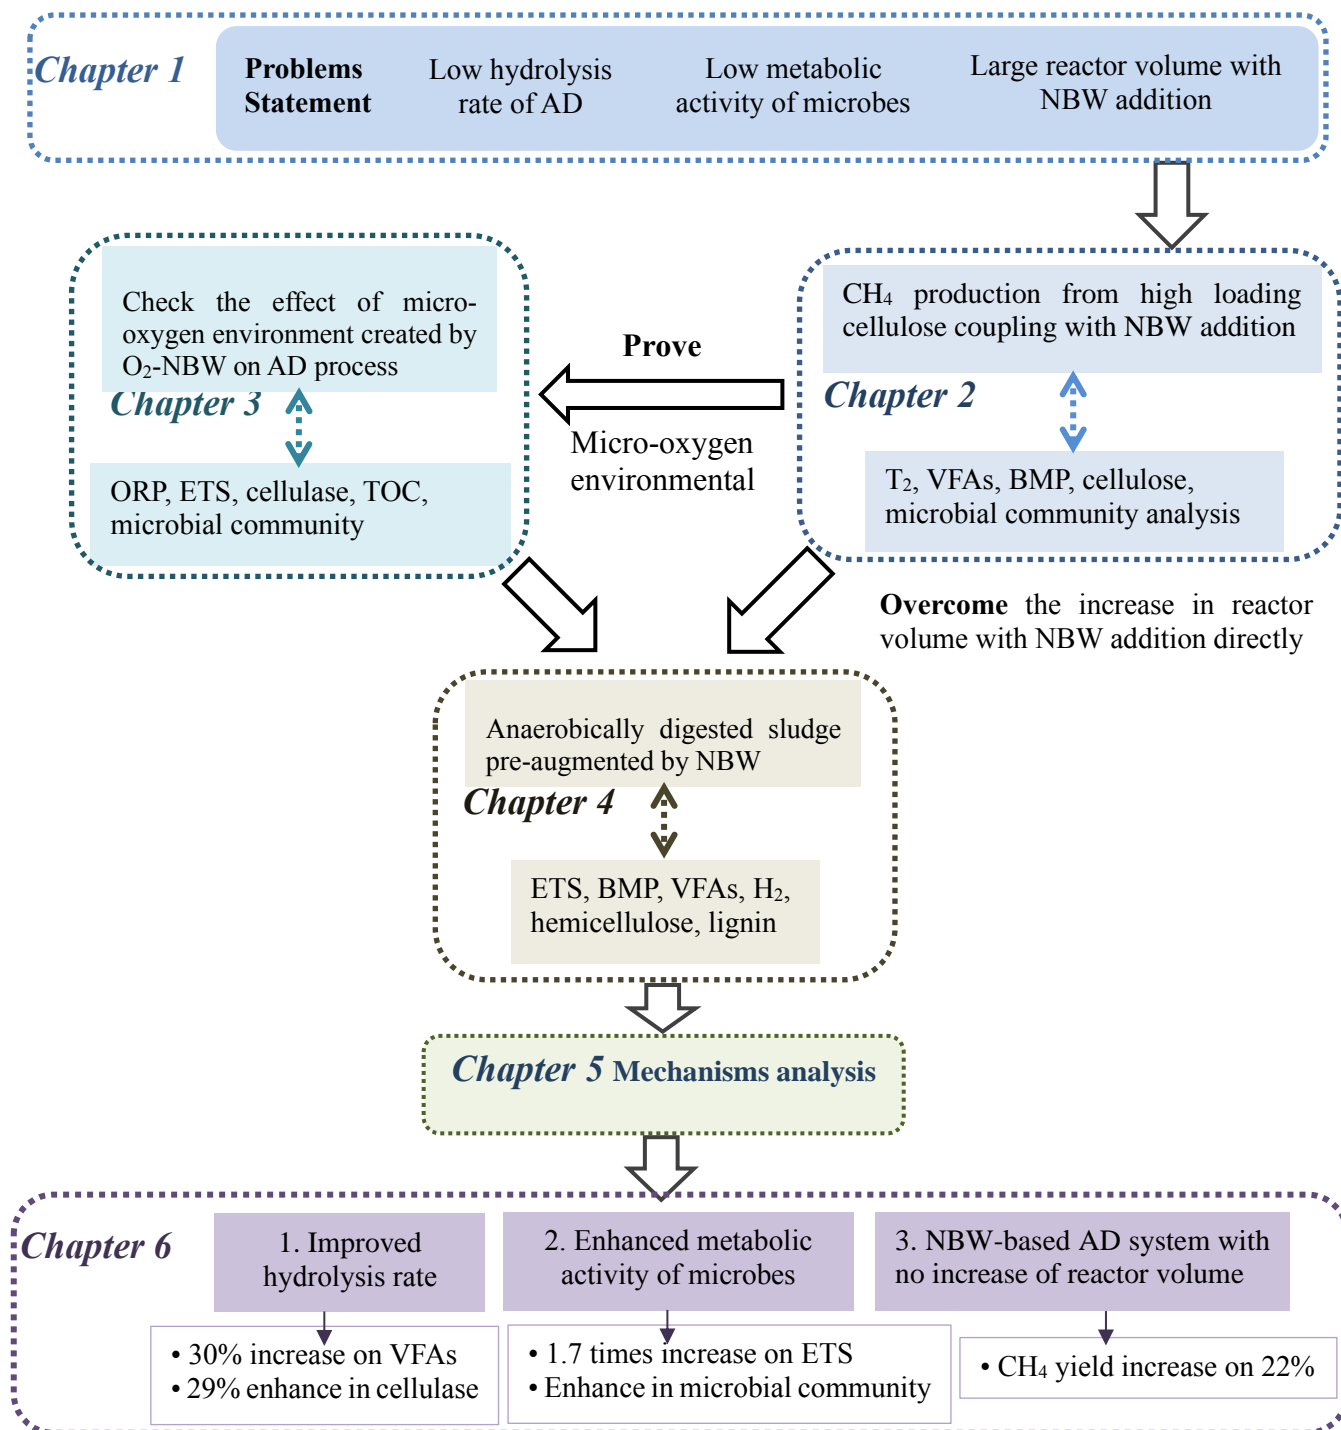 Chapter 1
Problems
Statement
Low hydrolysis
rate of AD
Low metabolic
activity of microbes
Large reactor volume with
NBW addition
Check the effect of micro-
oxygen environment created by
O₂-NBW on AD process
Chapter 3
ORP, ETS, cellulase, TOC,
microbial community
Prove
Micro-oxygen
environmental
CH₄ production from high loading
cellulose coupling with NBW addition
Chapter 2
T₂, VFAs, BMP, cellulose,
microbial community analysis
Overcome the increase in reactor
volume with NBW addition directly
Anaerobically digested sludge
pre-augmented by NBW
Chapter 4
ETS, BMP, VFAs, H₂,
hemicellulose, lignin
Chapter 5 Mechanisms analysis
Chapter 6
1. Improved
hydrolysis rate
• 30% increase on VFAs
• 29% enhance in cellulase
2. Enhanced metabolic
activity of microbes
• 1.7 times increase on ETS
• Enhance in microbial community
3. NBW-based AD system with
no increase of reactor volume
• CH₄ yield increase on 22%